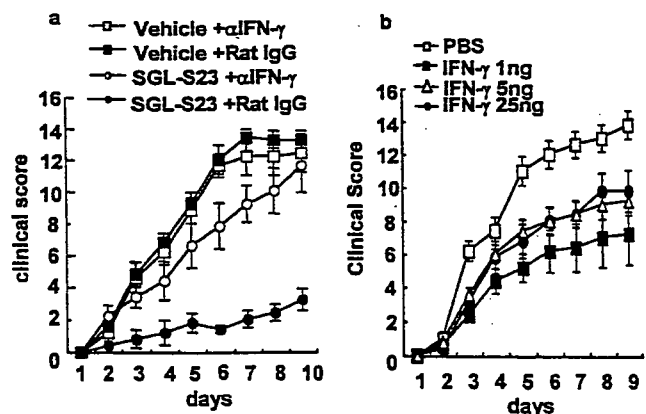 a
Vehicle +αIFN-γ
Vehicle +Rat IgG
SGL-S23 +αIFN-γ
SGL-S23 +Rat IgG
clinical score
16
14
12
10
8
6
4
2
0
1 2 3 4 5 6 7 8 10
days
b
PBS
IFN-γ 1ng
IFN-γ 5ng
IFN-γ 25ng
Clinical Score
16
14
12
10
8
6
4
2
0
1 2 3 4 5 6 7 8 9
days